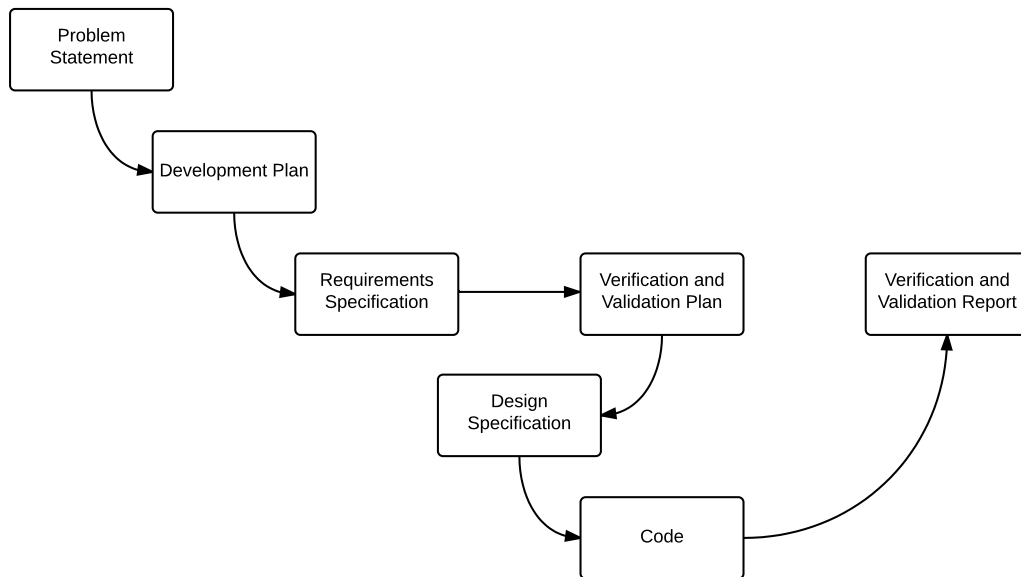 Problem
Statement
Development Plan
Requirements
Specification
Verification and
Validation Plan
Verification and
Validation Report
Design
Specification
Code